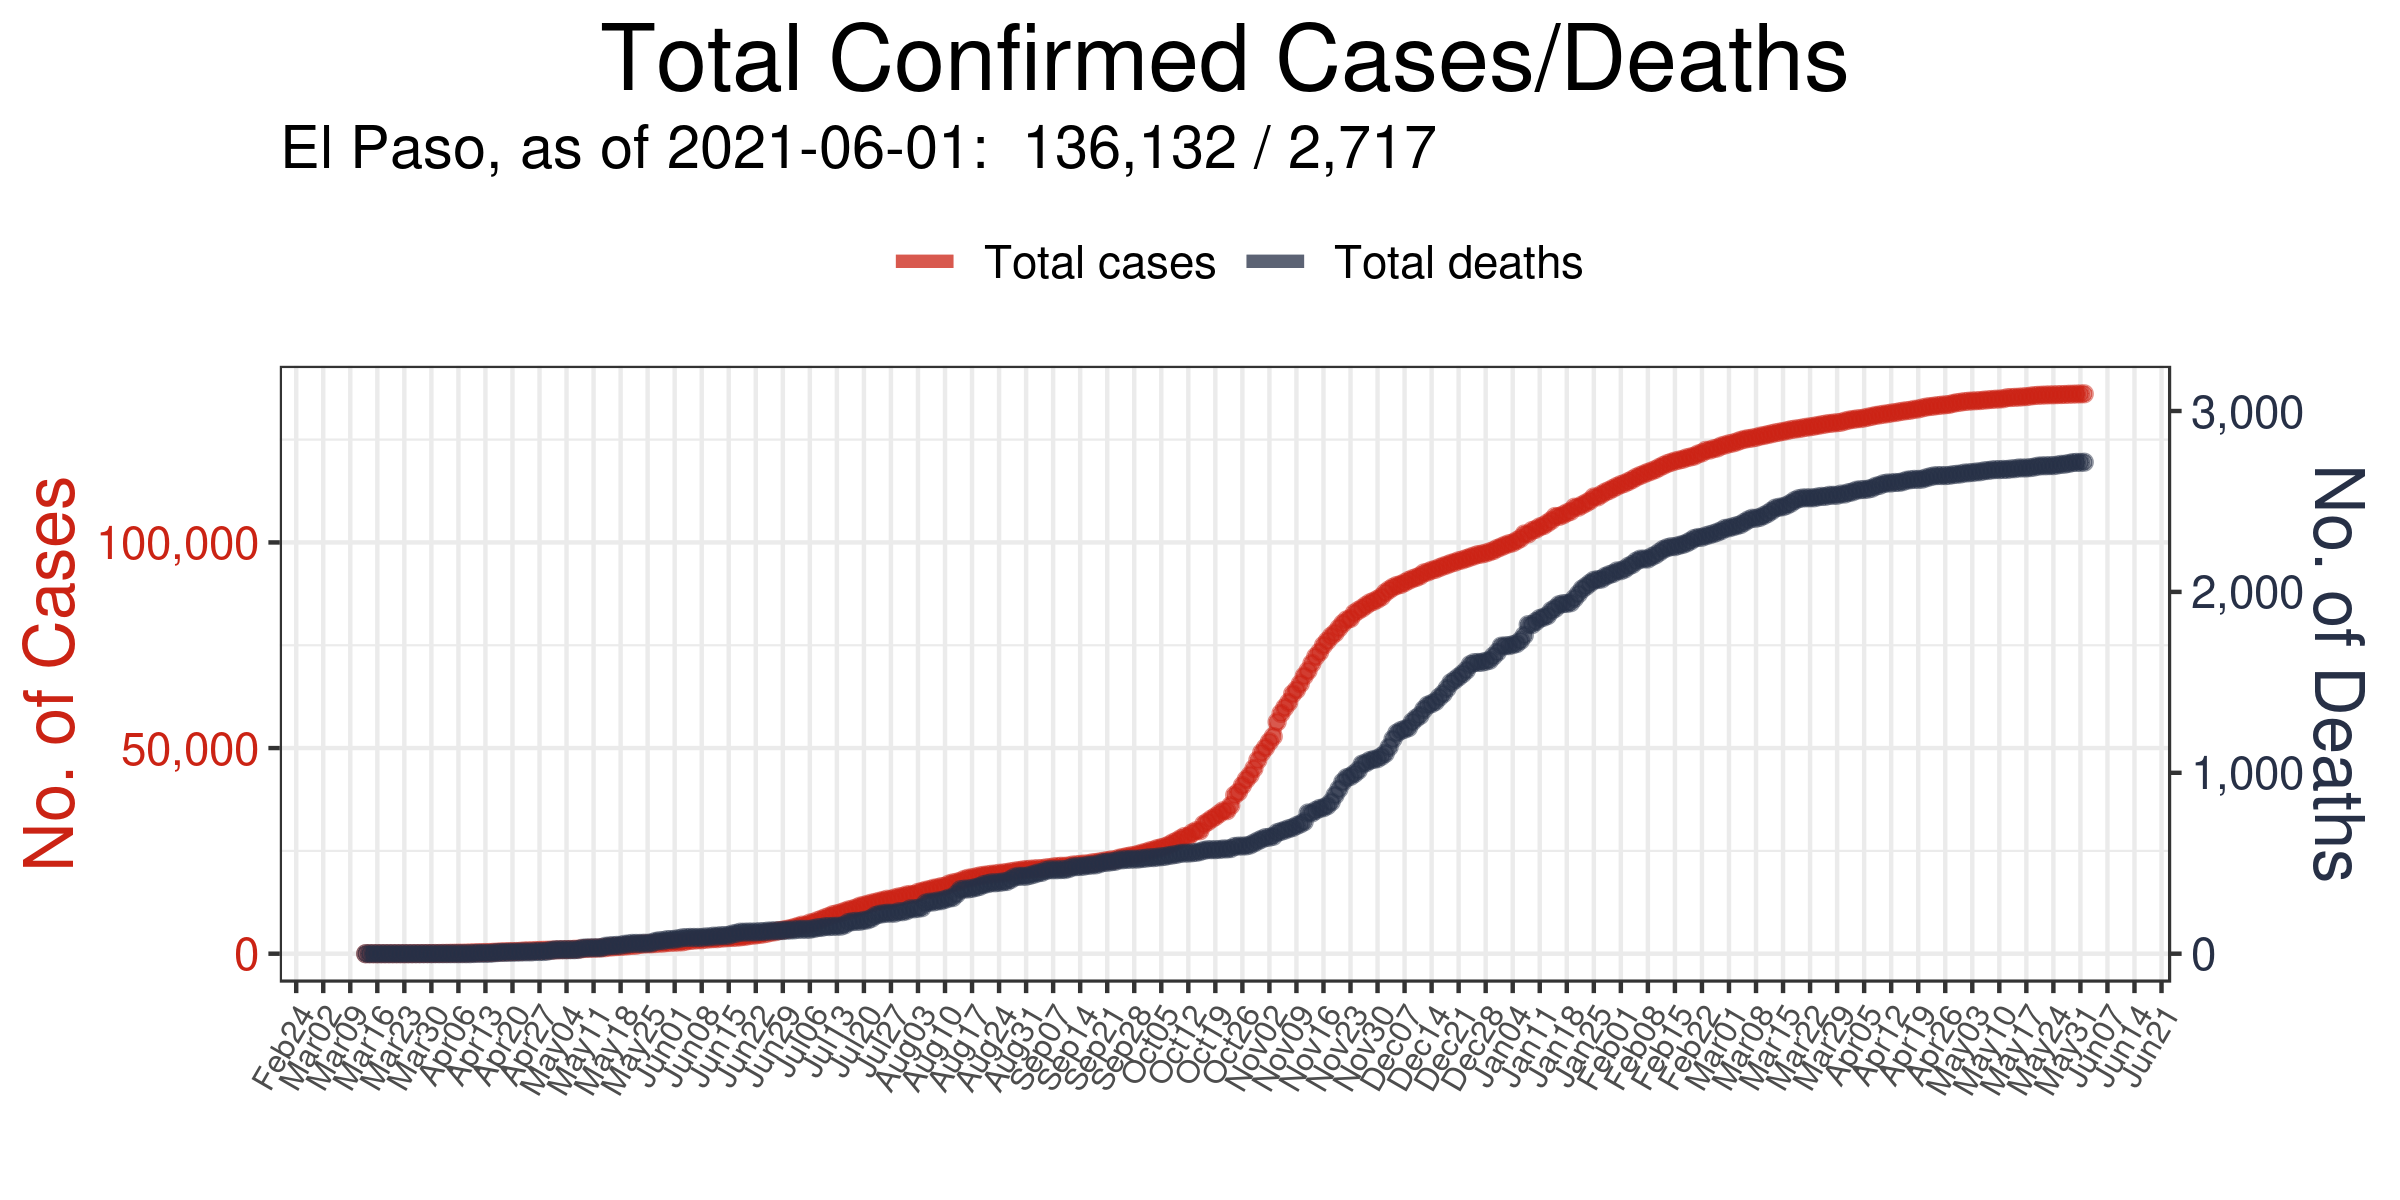 Total Confirmed Cases/Deaths
El Paso, as of 2021-06-01:  136,132 / 2,717
Total cases
Total deaths
No. of Cases
100,000
50,000
0
3,000
2,000
1,000
0
No. of Deaths
Feb24
Mar02
Mar09
Mar16
Mar23
Mar30
Apr06
Apr13
Apr20
Apr27
May04
May11
May18
May25
Jun01
Jun08
Jun15
Jun22
Jun29
Jul06
Jul13
Jul20
Jul27
Aug03
Aug10
Aug17
Aug24
Aug31
Sep07
Sep14
Sep21
Sep28
Oct05
Oct12
Oct19
Oct26
Nov02
Nov09
Nov16
Nov23
Nov30
Dec07
Dec14
Dec21
Dec28
Jan04
Jan11
Jan18
Jan25
Feb01
Feb08
Feb15
Feb22
Mar01
Mar08
Mar15
Mar22
Mar29
Apr05
Apr12
Apr19
Apr26
May03
May10
May17
May24
May31
Jun07
Jun14
Jun21